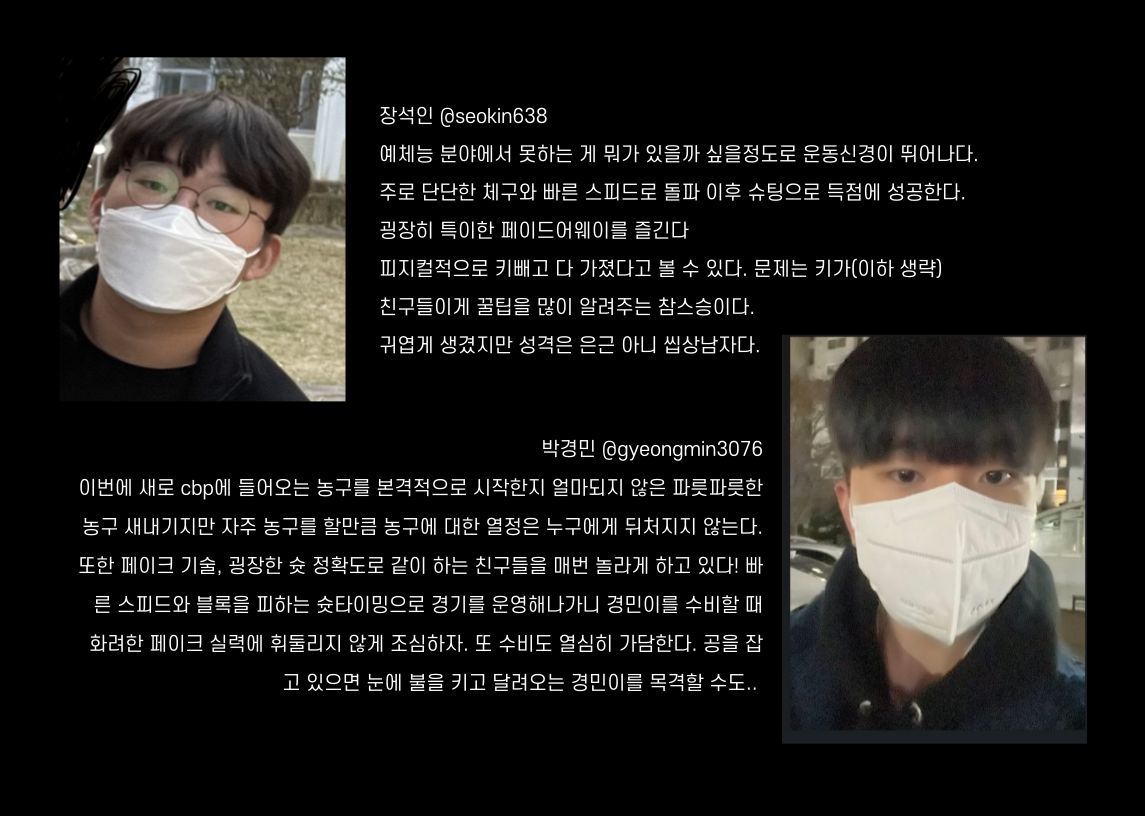 장석인 @seokin638
예체능 분야에서 못하는 게 뭐가 있을까 싶을정도로 운동신경이 뛰어나다.
주로 단단한 체구와 빠른 스피드로 돌파 이후 슈팅으로 득점에 성공한다.
굉장히 특이한 페이드어웨이를 즐긴다
피지컬적으로 키빼고 다 가졌다고 볼 수 있다. 문제는 키가(이하 생략)
친구들이게 꿀팁을 많이 알려주는 참스승이다.
귀엽게 생겼지만 성격은 은근 아니 씹상남자다.
박경민 @gyeongmin3076
이번에 새로 cbp에 들어오는 농구를 본격적으로 시작한지 얼마되지 않은 파릇파릇한
농구 새내기지만 자주 농구를 할만큼 농구에 대한 열정은 누구에게 뒤처지지 않는다.
또한 페이크 기술, 굉장한 슛 정확도로 같이 하는 친구들을 매번 놀라게 하고 있다! 빠
른 스피드와 블록을 피하는 슛타이밍으로 경기를 운영해나가니 경민이를 수비할 때
화려한 페이크 실력에 휘둘리지 않게 조심하자. 또 수비도 열심히 가담한다. 공을 잡
고 있으면 눈에 불을 키고 달려오는 경민이를 목격할 수도..